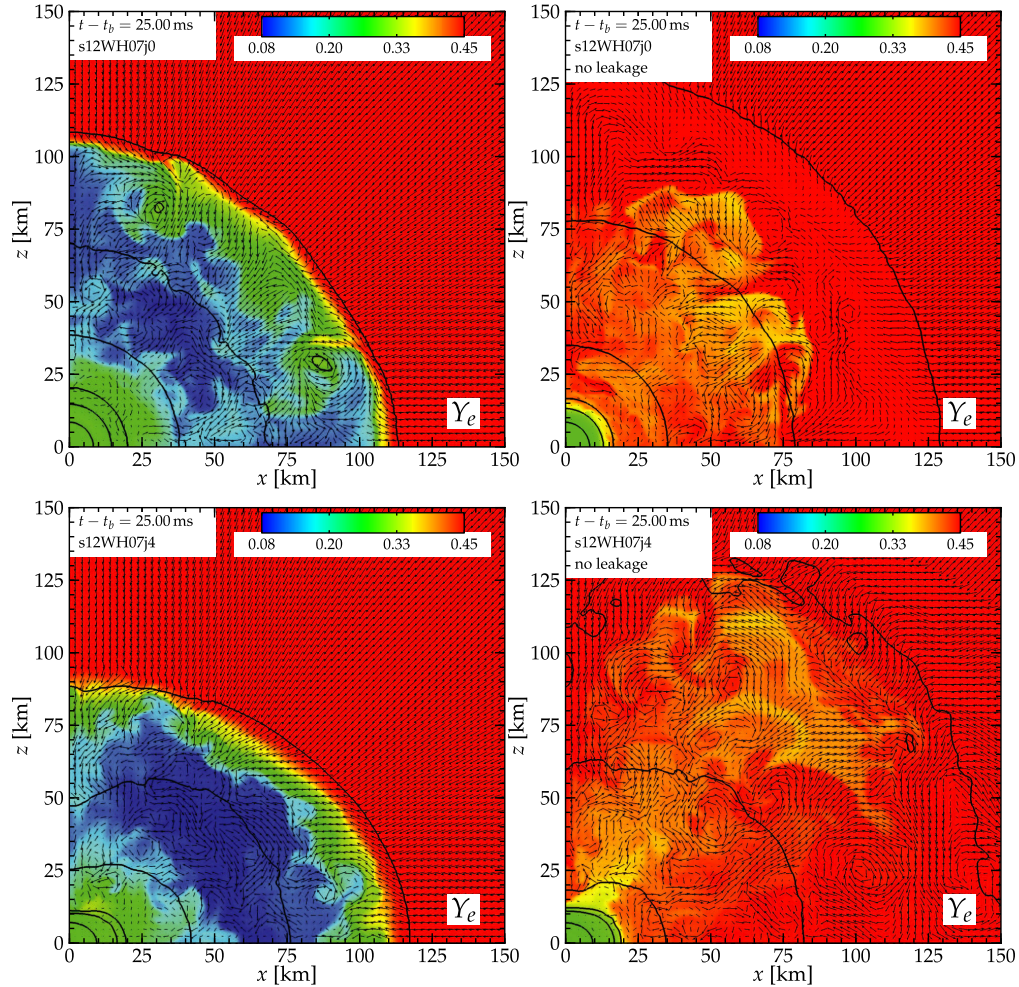 150
t − t_b = 25.00 ms
s12WH07j0
0.08 0.20 0.33 0.45
125
100
z [km]
75
50
25
Y_e
0
0 25 50 75 100 125 150
x [km]
150
t − t_b = 25.00 ms
s12WH07j0
no leakage
0.08 0.20 0.33 0.45
125
100
z [km]
75
50
25
Y_e
0
0 25 50 75 100 125 150
x [km]
150
t − t_b = 25.00 ms
s12WH07j4
0.08 0.20 0.33 0.45
125
100
z [km]
75
50
25
Y_e
0
0 25 50 75 100 125 150
x [km]
150
t − t_b = 25.00 ms
s12WH07j4
no leakage
0.08 0.20 0.33 0.45
125
100
z [km]
75
50
25
Y_e
0
0 25 50 75 100 125 150
x [km]